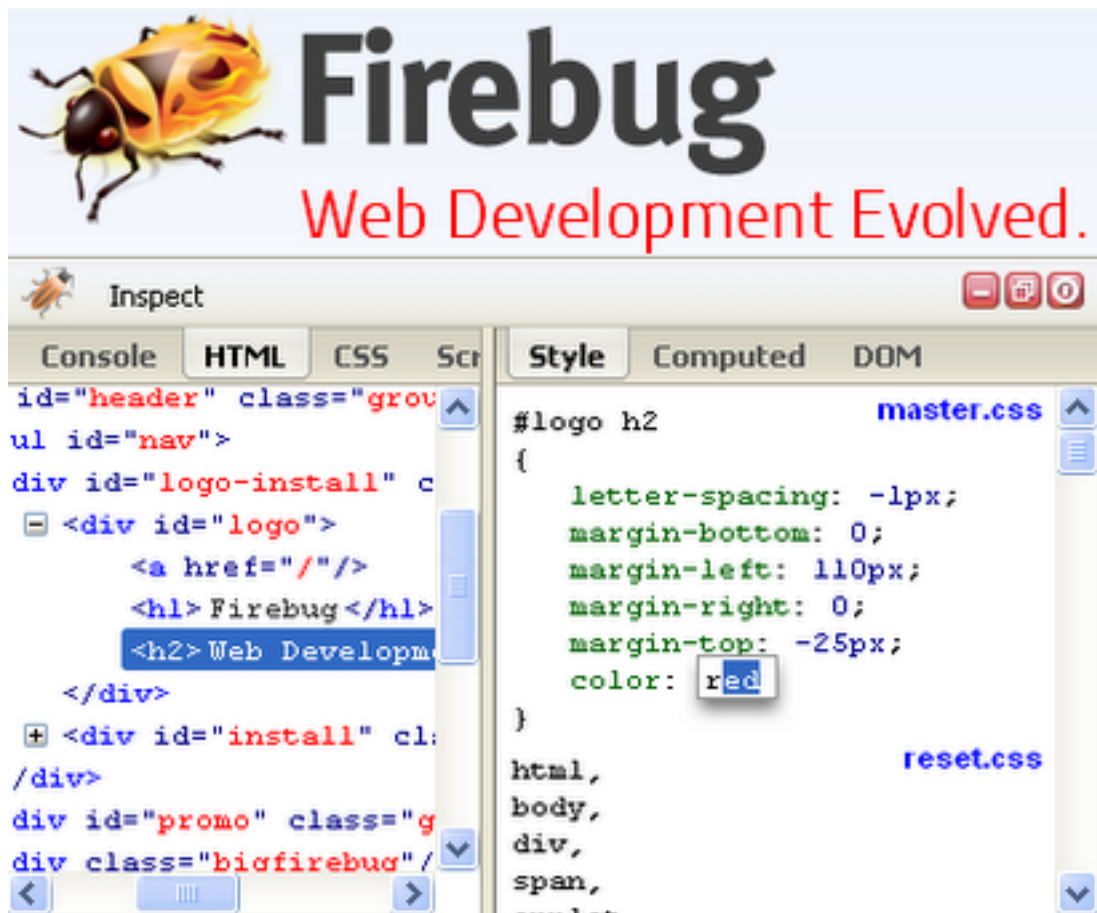 Firebug
Web Development Evolved.
Inspect
Console HTML CSS Scr
id="header" class="grou
ul id="nav">
div id="logo-install" c
<div id="logo">
<a href="/"/>
<h1>Firebug</h1>
<h2>Web Developme
</div>
<div id="install" cla
/div>
div id="promo" class="g
div class="bigfirebug"/
Style Computed DOM
#logo h2 master.css
{
letter-spacing: -1px;
margin-bottom: 0;
margin-left: 110px;
margin-right: 0;
margin-top: -25px;
color: red
}
html, reset.css
body,
div,
span,